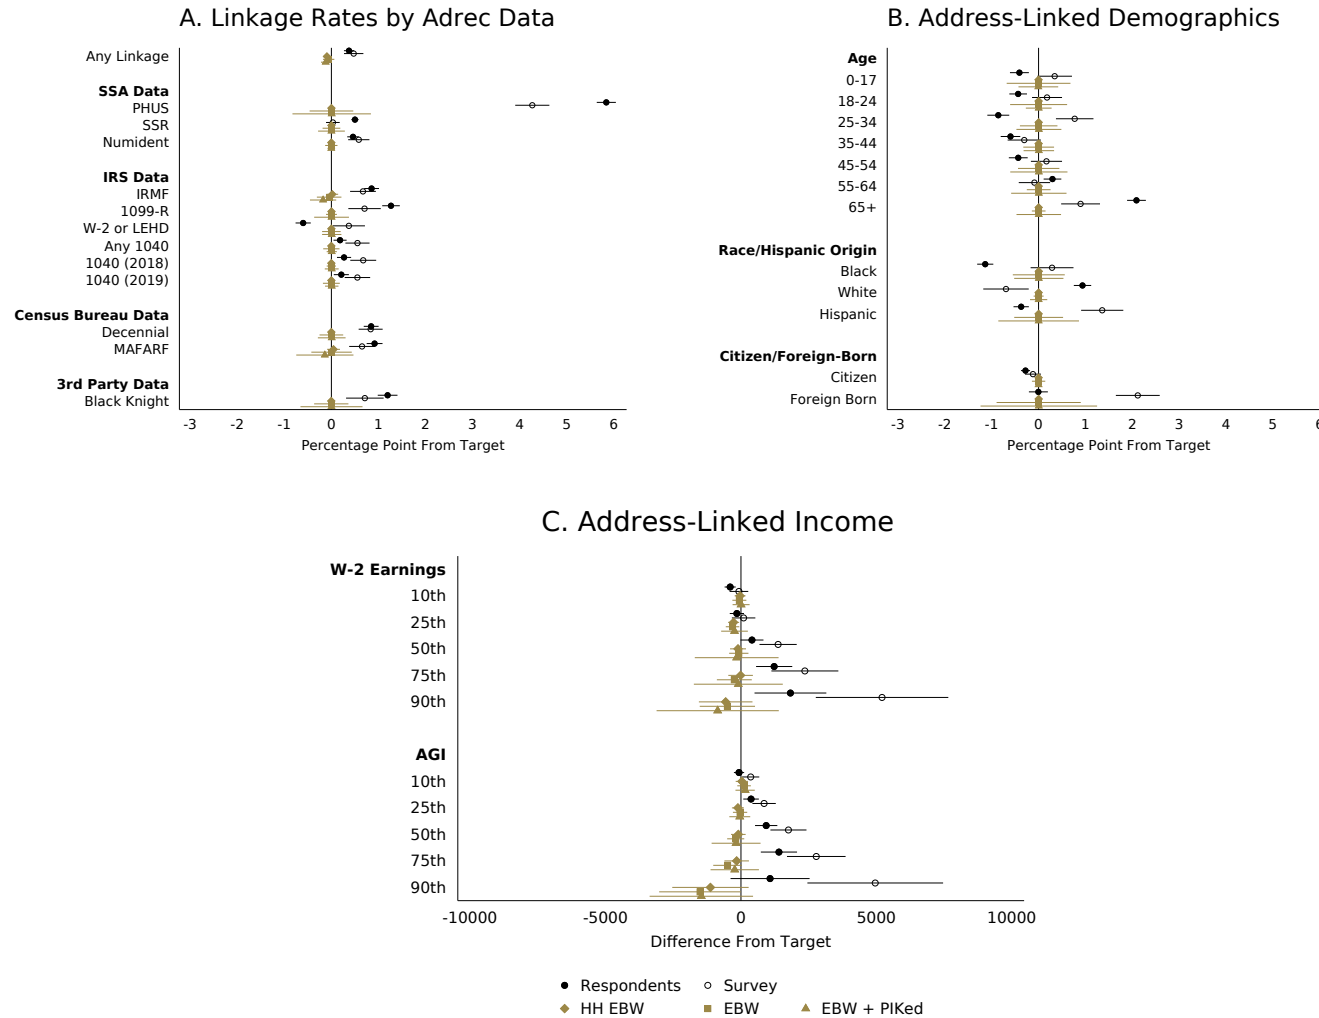 A. Linkage Rates by Adrec Data
Any Linkage
SSA Data
PHUS
SSR
Numident
IRS Data
IRMF
1099-R
W-2 or LEHD
Any 1040
1040 (2018)
1040 (2019)
Census Bureau Data
Decennial
MAFARF
3rd Party Data
Black Knight
-3 -2 -1 0 1 2 3 4 5 6
Percentage Point From Target
B. Address-Linked Demographics
Age
0-17
18-24
25-34
35-44
45-54
55-64
65+
Race/Hispanic Origin
Black
White
Hispanic
Citizen/Foreign-Born
Citizen
Foreign Born
-3 -2 -1 0 1 2 3 4 5 6
Percentage Point From Target
C. Address-Linked Income
W-2 Earnings
10th
25th
50th
75th
90th
AGI
10th
25th
50th
75th
90th
-10000 -5000 0 5000 10000
Difference From Target
Respondents Survey
HH EBW EBW EBW + PIKed